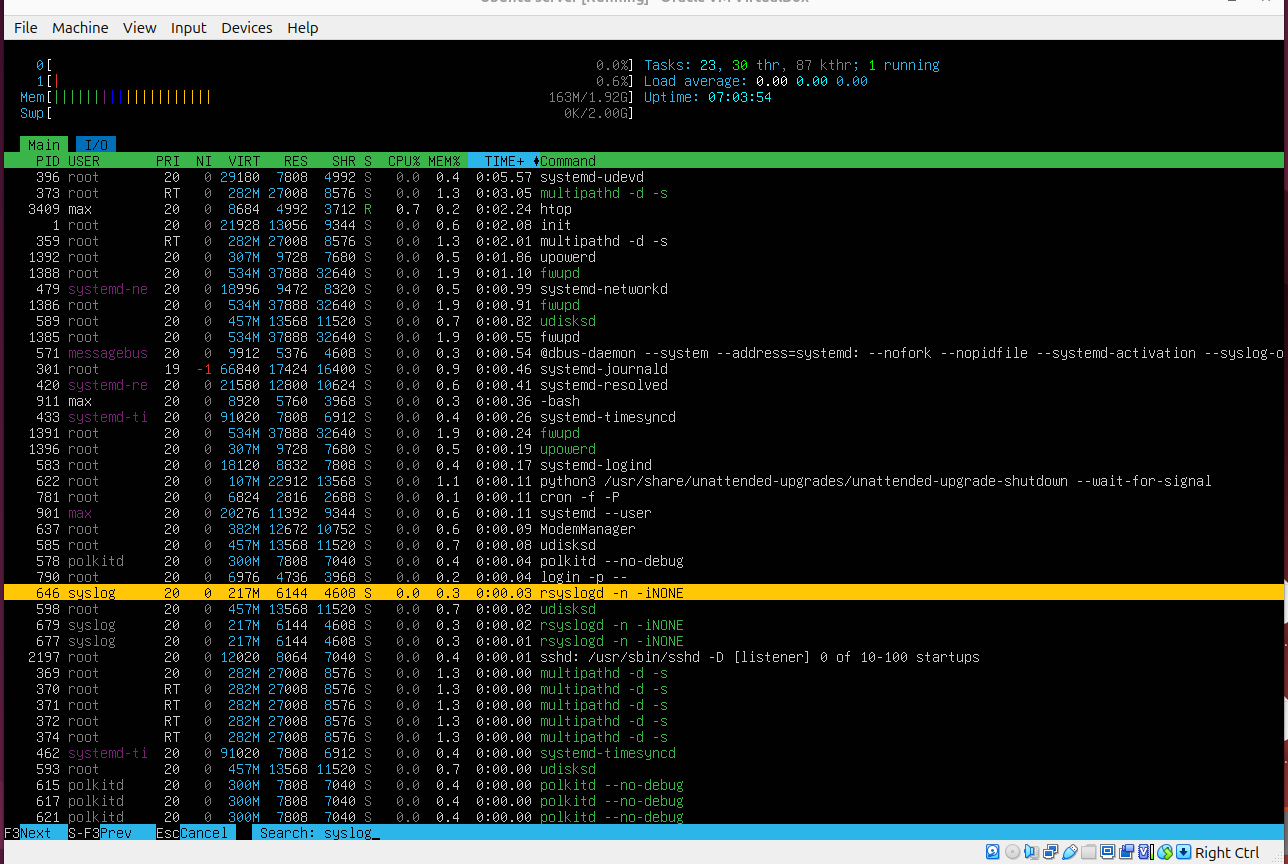 File Machine View Input Devices Help
0[ 0.0%] Tasks: 23, 30 thr, 87 kthr; 1 running
1[| 0.6%] Load average: 0.00 0.00 0.00
Mem[|||||||||||||||||||| 163M/1.92G] Uptime: 07:03:54
Swp[ 0K/2.00G]
Main I/O
PID USER PRI NI VIRT RES SHR S CPU% MEM% TIME+ Command
396 root 20 0 29180 7808 4992 S 0.0 0.4 0:05.57 systemd-udevd
373 root RT 0 282M 27008 8576 S 0.0 1.3 0:03.05 multipathd -d -s
3409 max 20 0 8684 4992 3712 R 0.7 0.2 0:02.24 htop
1 root 20 0 21928 13056 9344 S 0.0 0.6 0:02.08 init
359 root RT 0 282M 27008 8576 S 0.0 1.3 0:02.01 multipathd -d -s
1392 root 20 0 307M 9728 7680 S 0.0 0.5 0:01.86 upowerd
1388 root 20 0 534M 37888 32640 S 0.0 1.9 0:01.10 fwupd
479 systemd-ne 20 0 18996 9472 8320 S 0.0 0.5 0:00.99 systemd-networkd
1386 root 20 0 534M 37888 32640 S 0.0 1.9 0:00.91 fwupd
589 root 20 0 457M 13568 11520 S 0.0 0.7 0:00.82 udisksd
1385 root 20 0 534M 37888 32640 S 0.0 1.9 0:00.55 fwupd
571 messagebus 20 0 9912 5376 4608 S 0.0 0.3 0:00.54 @dbus-daemon --system --address=systemd: --nofork --nopidfile --systemd-activation --syslog-o
301 root 19 -1 66840 17424 16400 S 0.0 0.9 0:00.46 systemd-journald
420 systemd-re 20 0 21580 12800 10624 S 0.0 0.6 0:00.41 systemd-resolved
911 max 20 0 8920 5760 3968 S 0.0 0.3 0:00.36 -bash
433 systemd-ti 20 0 91020 7808 6912 S 0.0 0.4 0:00.26 systemd-timesyncd
1391 root 20 0 534M 37888 32640 S 0.0 1.9 0:00.24 fwupd
1396 root 20 0 307M 9728 7680 S 0.0 0.5 0:00.19 upowerd
583 root 20 0 18120 8832 7808 S 0.0 0.4 0:00.17 systemd-logind
622 root 20 0 107M 22912 13568 S 0.0 1.1 0:00.11 python3 /usr/share/unattended-upgrades/unattended-upgrade-shutdown --wait-for-signal
781 root 20 0 6824 2816 2688 S 0.0 0.1 0:00.11 cron -f -P
901 max 20 0 20276 11392 9344 S 0.0 0.6 0:00.11 systemd --user
637 root 20 0 382M 12672 10752 S 0.0 0.6 0:00.09 ModemManager
585 root 20 0 457M 13568 11520 S 0.0 0.7 0:00.08 udisksd
578 polkitd 20 0 300M 7808 7040 S 0.0 0.4 0:00.04 polkitd --no-debug
790 root 20 0 6976 4736 3968 S 0.0 0.2 0:00.04 login -p --
646 syslog 20 0 217M 6144 4608 S 0.0 0.3 0:00.03 rsyslogd -n -iNONE
598 root 20 0 457M 13568 11520 S 0.0 0.7 0:00.02 udisksd
679 syslog 20 0 217M 6144 4608 S 0.0 0.3 0:00.02 rsyslogd -n -iNONE
677 syslog 20 0 217M 6144 4608 S 0.0 0.3 0:00.01 rsyslogd -n -iNONE
2197 root 20 0 12020 8064 7040 S 0.0 0.4 0:00.01 sshd: /usr/sbin/sshd -D [listener] 0 of 10-100 startups
369 root 20 0 282M 27008 8576 S 0.0 1.3 0:00.00 multipathd -d -s
370 root RT 0 282M 27008 8576 S 0.0 1.3 0:00.00 multipathd -d -s
371 root RT 0 282M 27008 8576 S 0.0 1.3 0:00.00 multipathd -d -s
372 root RT 0 282M 27008 8576 S 0.0 1.3 0:00.00 multipathd -d -s
374 root RT 0 282M 27008 8576 S 0.0 1.3 0:00.00 multipathd -d -s
462 systemd-ti 20 0 91020 7808 6912 S 0.0 0.4 0:00.00 systemd-timesyncd
593 root 20 0 457M 13568 11520 S 0.0 0.7 0:00.00 udisksd
615 polkitd 20 0 300M 7808 7040 S 0.0 0.4 0:00.00 polkitd --no-debug
617 polkitd 20 0 300M 7808 7040 S 0.0 0.4 0:00.00 polkitd --no-debug
621 polkitd 20 0 300M 7808 7040 S 0.0 0.4 0:00.00 polkitd --no-debug
F3Next S-F3Prev EscCancel Search: syslog_
Right Ctrl